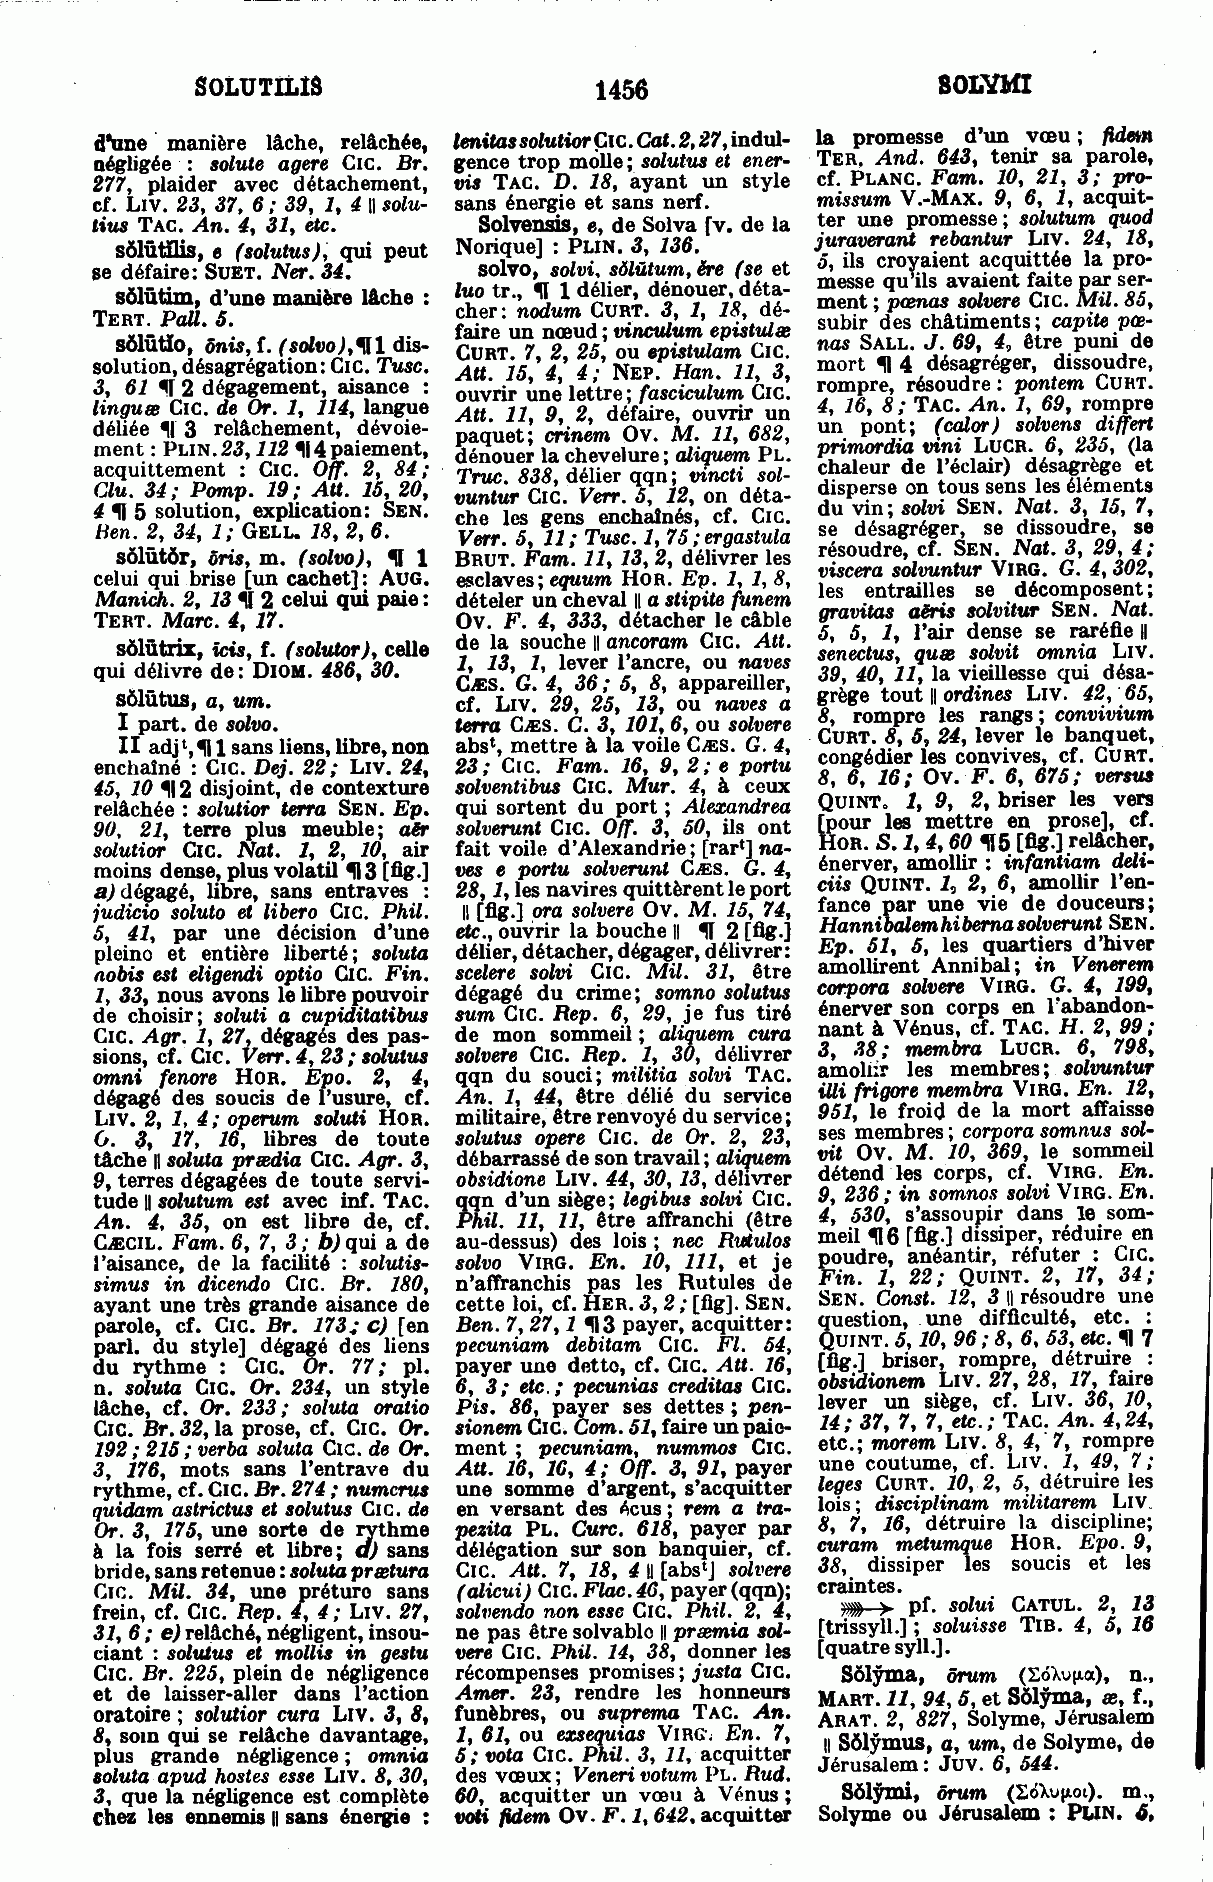 SOLUTILIS
1456
SOLYMI
d'une manière lâche, relâchée,
négligée : solute agere CIC. Br.
277, plaider avec détachement,
cf. LIV. 23, 37, 6 ; 39, 1, 4 || solu-
tius TAC. An. 4, 31, etc.
sŏlūtĭlis, e (solutus), qui peut
se défaire : SUET. Ner. 34.
sŏlūtim, d'une manière lâche :
TERT. Pall. 5.
sŏlūtĭo, ōnis, f. (solvo), ¶ 1 dis-
solution, désagrégation : CIC. Tusc.
3, 61 ¶ 2 dégagement, aisance :
linguæ CIC. de Or. 1, 114, langue
déliée ¶ 3 relâchement, dévoie-
ment : PLIN. 23, 112 ¶ 4 paiement,
acquittement : CIC. Off. 2, 84 ;
Clu. 34 ; Pomp. 19 ; Att. 15, 20,
4 ¶ 5 solution, explication : SEN.
Ben. 2, 34, 1 ; GELL. 18, 2, 6.
sŏlūtŏr, ōris, m. (solvo), ¶ 1
celui qui brise [un cachet] : AUG.
Manich. 2, 13 ¶ 2 celui qui paie :
TERT. Marc. 4, 17.
sŏlūtrix, īcis, f. (solutor), celle
qui délivre de : DIOM. 486, 30.
sŏlūtus, a, um.
I part. de solvo.
II adjt, ¶ 1 sans liens, libre, non
enchaîné : CIC. Dej. 22 ; LIV. 24,
45, 10 ¶ 2 disjoint, de contexture
relâchée : solutior terra SEN. Ep.
90, 21, terre plus meuble ; aër
solutior CIC. Nat. 1, 2, 10, air
moins dense, plus volatil ¶ 3 [fig.]
a) dégagé, libre, sans entraves :
judicio soluto et libero CIC. Phil.
5, 41, par une décision d'une
pleine et entière liberté ; soluta
nobis est eligendi optio CIC. Fin.
1, 33, nous avons le libre pouvoir
de choisir ; soluti a cupiditatibus
CIC. Agr. 1, 27, dégagés des pas-
sions, cf. CIC. Verr. 4, 23 ; solutus
omni fenore HOR. Epo. 2, 4,
dégagé des soucis de l'usure, cf.
LIV. 2, 1, 4 ; operum soluti HOR.
O. 3, 17, 16, libres de toute
tâche || soluta prædia CIC. Agr. 3,
9, terres dégagées de toute servi-
tude || solutum est avec inf. TAC.
An. 4, 35, on est libre de, cf.
CÆCIL. Fam. 6, 7, 3 ; b) qui a de
l'aisance, de la facilité : solutis-
simus in dicendo CIC. Br. 180,
ayant une très grande aisance de
parole, cf. CIC. Br. 173 ; c) [en
parl. du style] dégagé des liens
du rythme : CIC. Or. 77 ; pl.
n. soluta CIC. Or. 234, un style
lâche, cf. Or. 233 ; soluta oratio
CIC. Br. 32, la prose, cf. CIC. Or.
192 ; 215 ; verba soluta CIC. de Or.
3, 176, mots sans l'entrave du
rythme, cf. CIC. Br. 274 ; numerus
quidam astrictus et solutus CIC. de
Or. 3, 175, une sorte de rythme
à la fois serré et libre ; d) sans
bride, sans retenue : soluta prætura
CIC. Mil. 34, une préture sans
frein, cf. CIC. Rep. 4, 4 ; LIV. 27,
31, 6 ; e) relâché, négligent, insou-
ciant : solutus et mollis in gestu
CIC. Br. 225, plein de négligence
et de laisser-aller dans l'action
oratoire ; solutior cura LIV. 3, 8,
8, soin qui se relâche davantage,
plus grande négligence ; omnia
soluta apud hostes esse LIV. 8, 30,
3, que la négligence est complète
chez les ennemis || sans énergie :
lenitas solutior CIC. Cat. 2, 27, indul-
gence trop molle ; solutus et ener-
vis TAC. D. 18, ayant un style
sans énergie et sans nerf.
Solvensis, e, de Solva [v. de la
Norique] : PLIN. 3, 136.
solvo, solvi, sŏlūtum, ĕre (se et
luo tr., ¶ 1 délier, dénouer, déta-
cher : nodum CURT. 3, 1, 18, dé-
faire un nœud ; vinculum epistulæ
CURT. 7, 2, 25, ou epistulam CIC.
Att. 15, 4, 4 ; NEP. Han. 11, 3,
ouvrir une lettre ; fasciculum CIC.
Att. 11, 9, 2, défaire, ouvrir un
paquet ; crinem OV. M. 11, 682,
dénouer la chevelure ; aliquem PL.
Truc. 838, délier qqn ; vincti sol-
vuntur CIC. Verr. 5, 12, on déta-
che les gens enchaînés, cf. CIC.
Verr. 5, 11 ; Tusc. 1, 75 ; ergastula
BRUT. Fam. 11, 13, 2, délivrer les
esclaves ; equum HOR. Ep. 1, 1, 8,
dételer un cheval || a stipite funem
OV. F. 4, 333, détacher le câble
de la souche || ancoram CIC. Att.
1, 13, 1, lever l'ancre, ou naves
CÆS. G. 4, 36 ; 5, 8, appareiller,
cf. LIV. 29, 25, 13, ou naves a
terra CÆS. C. 3, 101, 6, ou solvere
abst, mettre à la voile CÆS. G. 4,
23 ; CIC. Fam. 16, 9, 2 ; e portu
solventibus CIC. Mur. 4, à ceux
qui sortent du port ; Alexandrea
solverunt CIC. Off. 3, 50, ils ont
fait voile d'Alexandrie ; [rart] na-
ves e portu solverunt CÆS. G. 4,
28, 1, les navires quittèrent le port
|| [fig.] ora solvere OV. M. 15, 74,
etc., ouvrir la bouche || ¶ 2 [fig.]
délier, détacher, dégager, délivrer :
scelere solvi CIC. Mil. 31, être
dégagé du crime ; somno solutus
sum CIC. Rep. 6, 29, je fus tiré
de mon sommeil ; aliquem cura
solvere CIC. Rep. 1, 30, délivrer
qqn du souci ; militia solvi TAC.
An. 1, 44, être délié du service
militaire, être renvoyé du service ;
solutus opere CIC. de Or. 2, 23,
débarrassé de son travail ; aliquem
obsidione LIV. 44, 30, 13, délivrer
qqn d'un siège ; legibus solvi CIC.
Phil. 11, 11, être affranchi (être
au-dessus) des lois ; nec Rutulos
solvo VIRG. En. 10, 111, et je
n'affranchis pas les Rutules de
cette loi, cf. HER. 3, 2 ; [fig]. SEN.
Ben. 7, 27, 1 ¶ 3 payer, acquitter :
pecuniam debitam CIC. Fl. 54,
payer une dette, cf. CIC. Att. 16,
6, 3 ; etc. ; pecunias creditas CIC.
Pis. 86, payer ses dettes ; pen-
sionem CIC. Com. 51, faire un paie-
ment ; pecuniam, nummos CIC.
Att. 16, 16, 4 ; Off. 3, 91, payer
une somme d'argent, s'acquitter
en versant des écus ; rem a tra-
pezita PL. Curc. 618, payer par
délégation sur son banquier, cf.
CIC. Att. 7, 18, 4 || [abst] solvere
(alicui) CIC. Flac. 46, payer (qqn) ;
solvendo non esse CIC. Phil. 2, 4,
ne pas être solvable || præmia sol-
vere CIC. Phil. 14, 38, donner les
récompenses promises ; justa CIC.
Amer. 23, rendre les honneurs
funèbres, ou suprema TAC. An.
1, 61, ou exsequias VIRG. En. 7,
5 ; vota CIC. Phil. 3, 11, acquitter
des vœux ; Veneri votum PL. Rud.
60, acquitter un vœu à Vénus ;
voti fidem OV. F. 1, 642, acquitter
la promesse d'un vœu ; fidem
TER. And. 643, tenir sa parole,
cf. PLANC. Fam. 10, 21, 3 ; pro-
missum V.-MAX. 9, 6, 1, acquit-
ter une promesse ; solutum quod
juraverant rebantur LIV. 24, 18,
5, ils croyaient acquittée la pro-
messe qu'ils avaient faite par ser-
ment ; pœnas solvere CIC. Mil. 85,
subir des châtiments ; capite pœ-
nas SALL. J. 69, 4, être puni de
mort ¶ 4 désagréger, dissoudre,
rompre, résoudre : pontem CURT.
4, 16, 8 ; TAC. An. 1, 69, rompre
un pont ; (calor) solvens differt
primordia vini LUCR. 6, 235, (la
chaleur de l'éclair) désagrège et
disperse en tous sens les éléments
du vin ; solvi SEN. Nat. 3, 15, 7,
se désagréger, se dissoudre, se
résoudre, cf. SEN. Nat. 3, 29, 4 ;
viscera solvuntur VIRG. G. 4, 302,
les entrailles se décomposent ;
gravitas aëris solvitur SEN. Nat.
5, 5, 1, l'air dense se raréfie ||
senectus, quæ solvit omnia LIV.
39, 40, 11, la vieillesse qui désa-
grège tout || ordines LIV. 42, 65,
8, rompre les rangs ; convivium
CURT. 8, 5, 24, lever le banquet,
congédier les convives, cf. CURT.
8, 6, 16 ; OV. F. 6, 675 ; versus
QUINT. 1, 9, 2, briser les vers
[pour les mettre en prose], cf.
HOR. S. 1, 4, 60 ¶ 5 [fig.] relâcher,
énerver, amollir : infantiam deli-
ciis QUINT. 1, 2, 6, amollir l'en-
fance par une vie de douceurs ;
Hannibalem hiberna solverunt SEN.
Ep. 51, 5, les quartiers d'hiver
amollirent Annibal ; in Venerem
corpora solvere VIRG. G. 4, 199,
énerver son corps en l'abandon-
nant à Vénus, cf. TAC. H. 2, 99 ;
3, 38 ; membra LUCR. 6, 798,
amollir les membres ; solvuntur
illi frigore membra VIRG. En. 12,
951, le froid de la mort affaisse
ses membres ; corpora somnus sol-
vit OV. M. 10, 369, le sommeil
détend les corps, cf. VIRG. En.
9, 236 ; in somnos solvi VIRG. En.
4, 530, s'assoupir dans le som-
meil ¶ 6 [fig.] dissiper, réduire en
poudre, anéantir, réfuter : CIC.
Fin. 1, 22 ; QUINT. 2, 17, 34 ;
SEN. Const. 12, 3 || résoudre une
question, une difficulté, etc. :
QUINT. 5, 10, 96 ; 8, 6, 53, etc. ¶ 7
[fig.] briser, rompre, détruire :
obsidionem LIV. 27, 28, 17, faire
lever un siège, cf. LIV. 36, 10,
14 ; 37, 7, 7, etc. ; TAC. An. 4, 24,
etc. ; morem LIV. 8, 4, 7, rompre
une coutume, cf. LIV. 1, 49, 7 ;
leges CURT. 10, 2, 5, détruire les
lois ; disciplinam militarem LIV.
8, 7, 16, détruire la discipline ;
curam metumque HOR. Epo. 9,
38, dissiper les soucis et les
craintes.
pf. solui CATUL. 2, 13
[trissyll.] ; soluisse TIB. 4, 5, 16
[quatre syll.].
Sŏlўma, ōrum (Σόλυμα), n.,
MART. 11, 94, 5, et Sŏlўma, æ, f.,
ARAT. 2, 827, Solyme, Jérusalem
|| Sŏlўmus, a, um, de Solyme, de
Jérusalem : JUV. 6, 544.
Sŏlўmi, ōrum (Σόλυμοι). m.,
Solyme ou Jérusalem : PLIN. 5,